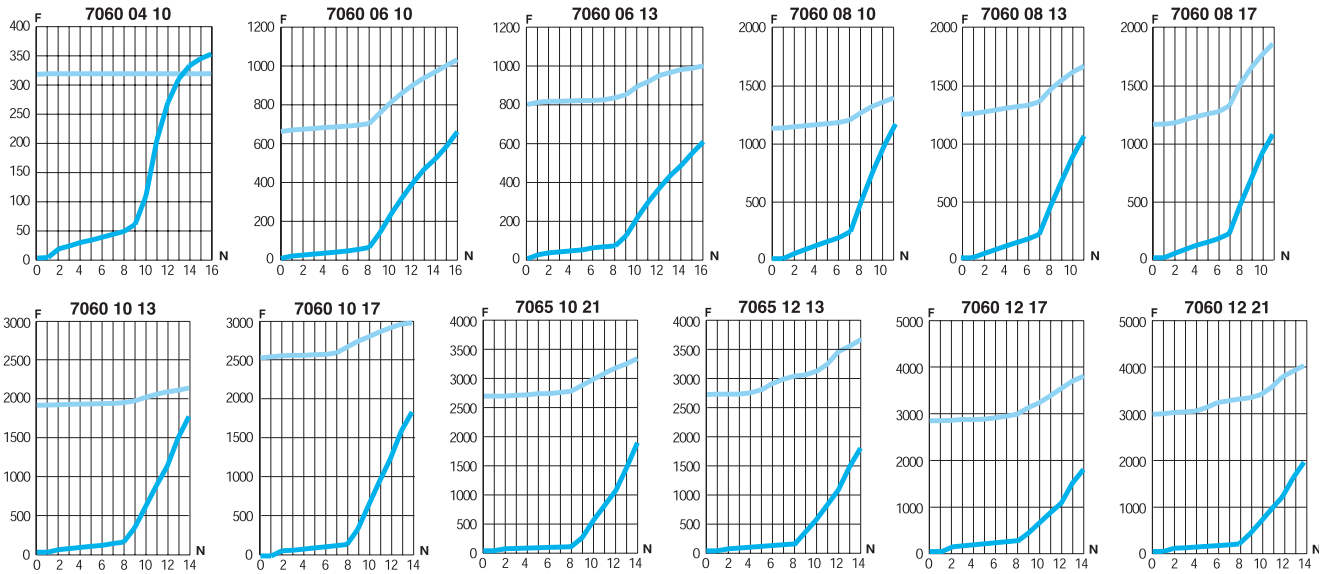 7060 04 10
7060 06 10
7060 06 13
7060 08 10
7060 08 13
7060 08 17
F F F F F F
400 1200 1200 2000 2000 2000
350
300 1000 1000
1500 1500 1500
250 800 800
200 600 600 1000 1000 1000
150
400 400
100 500 500 500
50 200 200
0 0 0 0 0 0
0 2 4 6 8 10 12 14 16 N
0 2 4 6 8 10 12 14 16 N
0 2 4 6 8 10 12 14 16 N
0 2 4 6 8 10 N
0 2 4 6 8 10 N
0 2 4 6 8 10 N
7060 10 13
7060 10 17
7065 10 21
7065 12 13
7060 12 17
7060 12 21
F F F F F F
3000 3000 4000 4000 5000 5000
3500 3500
2500 2500 4000 4000
3000 3000
2000 2000 2500 2500 3000 3000
1500 1500 2000 2000
2000 2000
1000 1000 1500 1500
1000 1000 1000 1000
500 500 500 500
0 0 0 0 0 0
0 2 4 6 8 10 12 14 N
0 2 4 6 8 10 12 14 N
0 2 4 6 8 10 12 14 N
0 2 4 6 8 10 12 14 N
0 2 4 6 8 10 12 14 N
0 2 4 6 8 10 12 14 N